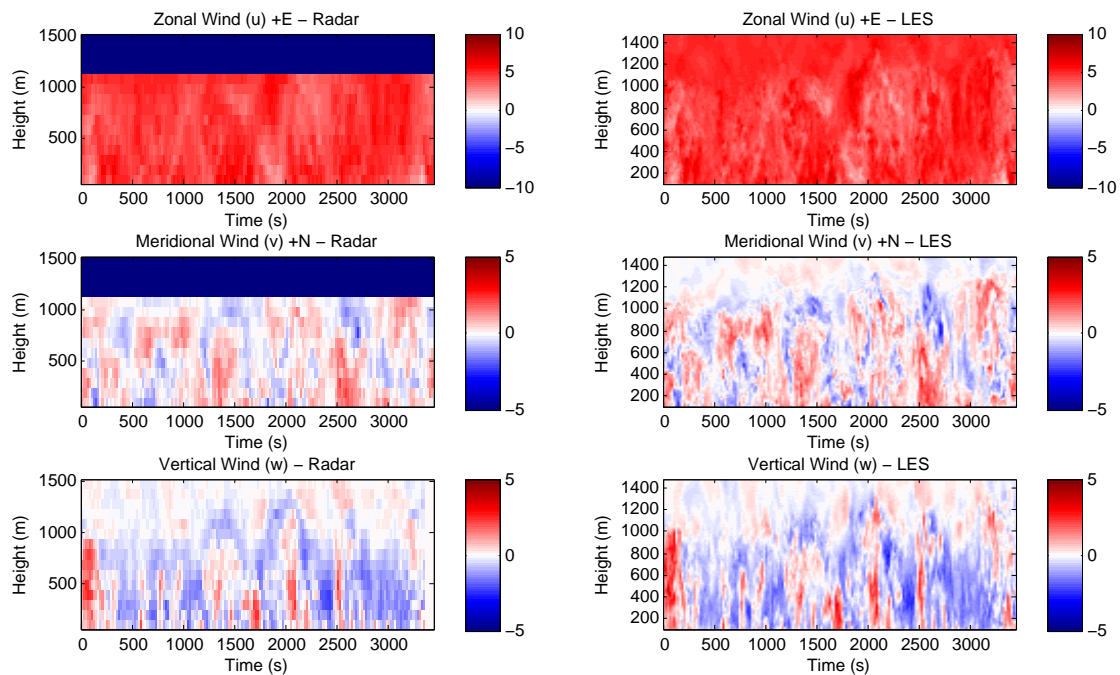 Zonal Wind (u) +E − Radar
Height (m)
1500
1000
500
0 500 1000 1500 2000 2500 3000
Time (s)
10
5
0
−5
−10
Zonal Wind (u) +E − LES
Height (m)
1400
1200
1000
800
600
400
200
0 500 1000 1500 2000 2500 3000
Time (s)
10
5
0
−5
−10
Meridional Wind (v) +N − Radar
Height (m)
1500
1000
500
0 500 1000 1500 2000 2500 3000
Time (s)
5
0
−5
Meridional Wind (v) +N − LES
Height (m)
1400
1200
1000
800
600
400
200
0 500 1000 1500 2000 2500 3000
Time (s)
5
0
−5
Vertical Wind (w) − Radar
Height (m)
1500
1000
500
0 500 1000 1500 2000 2500 3000
Time (s)
5
0
−5
Vertical Wind (w) − LES
Height (m)
1400
1200
1000
800
600
400
200
0 500 1000 1500 2000 2500 3000
Time (s)
5
0
−5